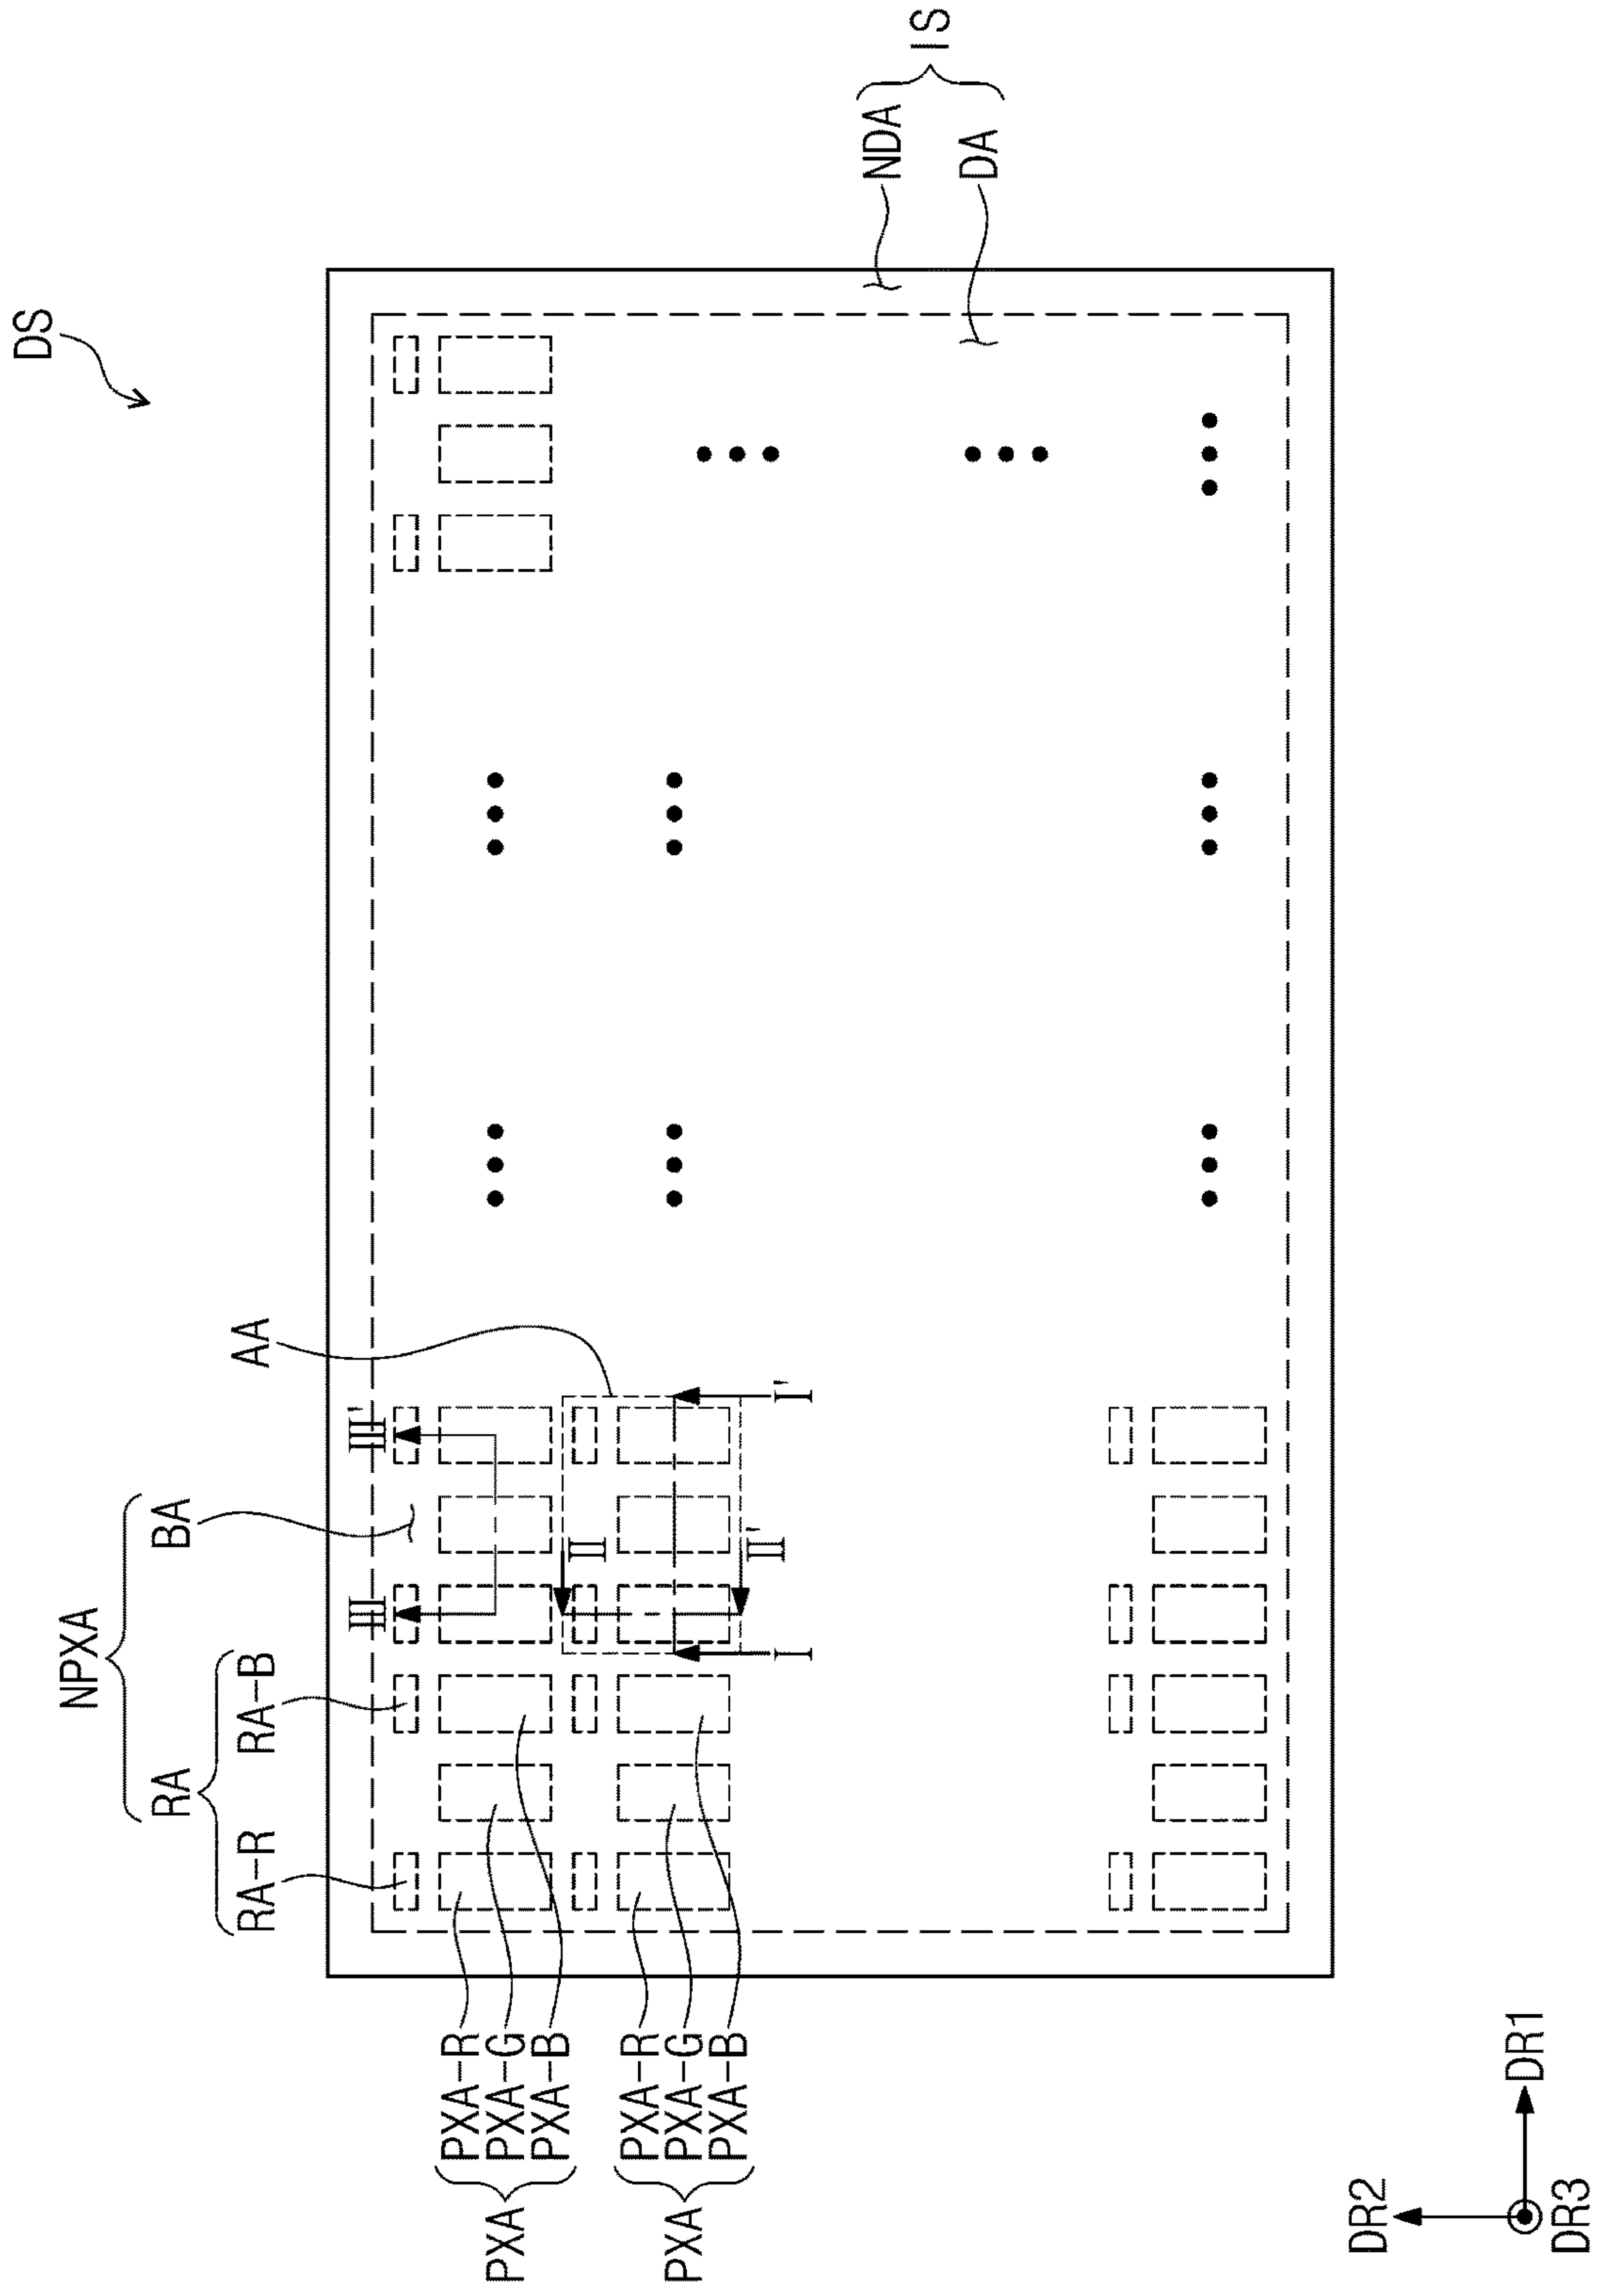 DS
NPXA
RA
BA
RA-R
RA-B
AA
III
III'
II
II'
I
I'
NDA
DA
IS
PXA
PXA-R
PXA-G
PXA-B
PXA
PXA-R
PXA-G
PXA-B
DR2
DR3
DR1